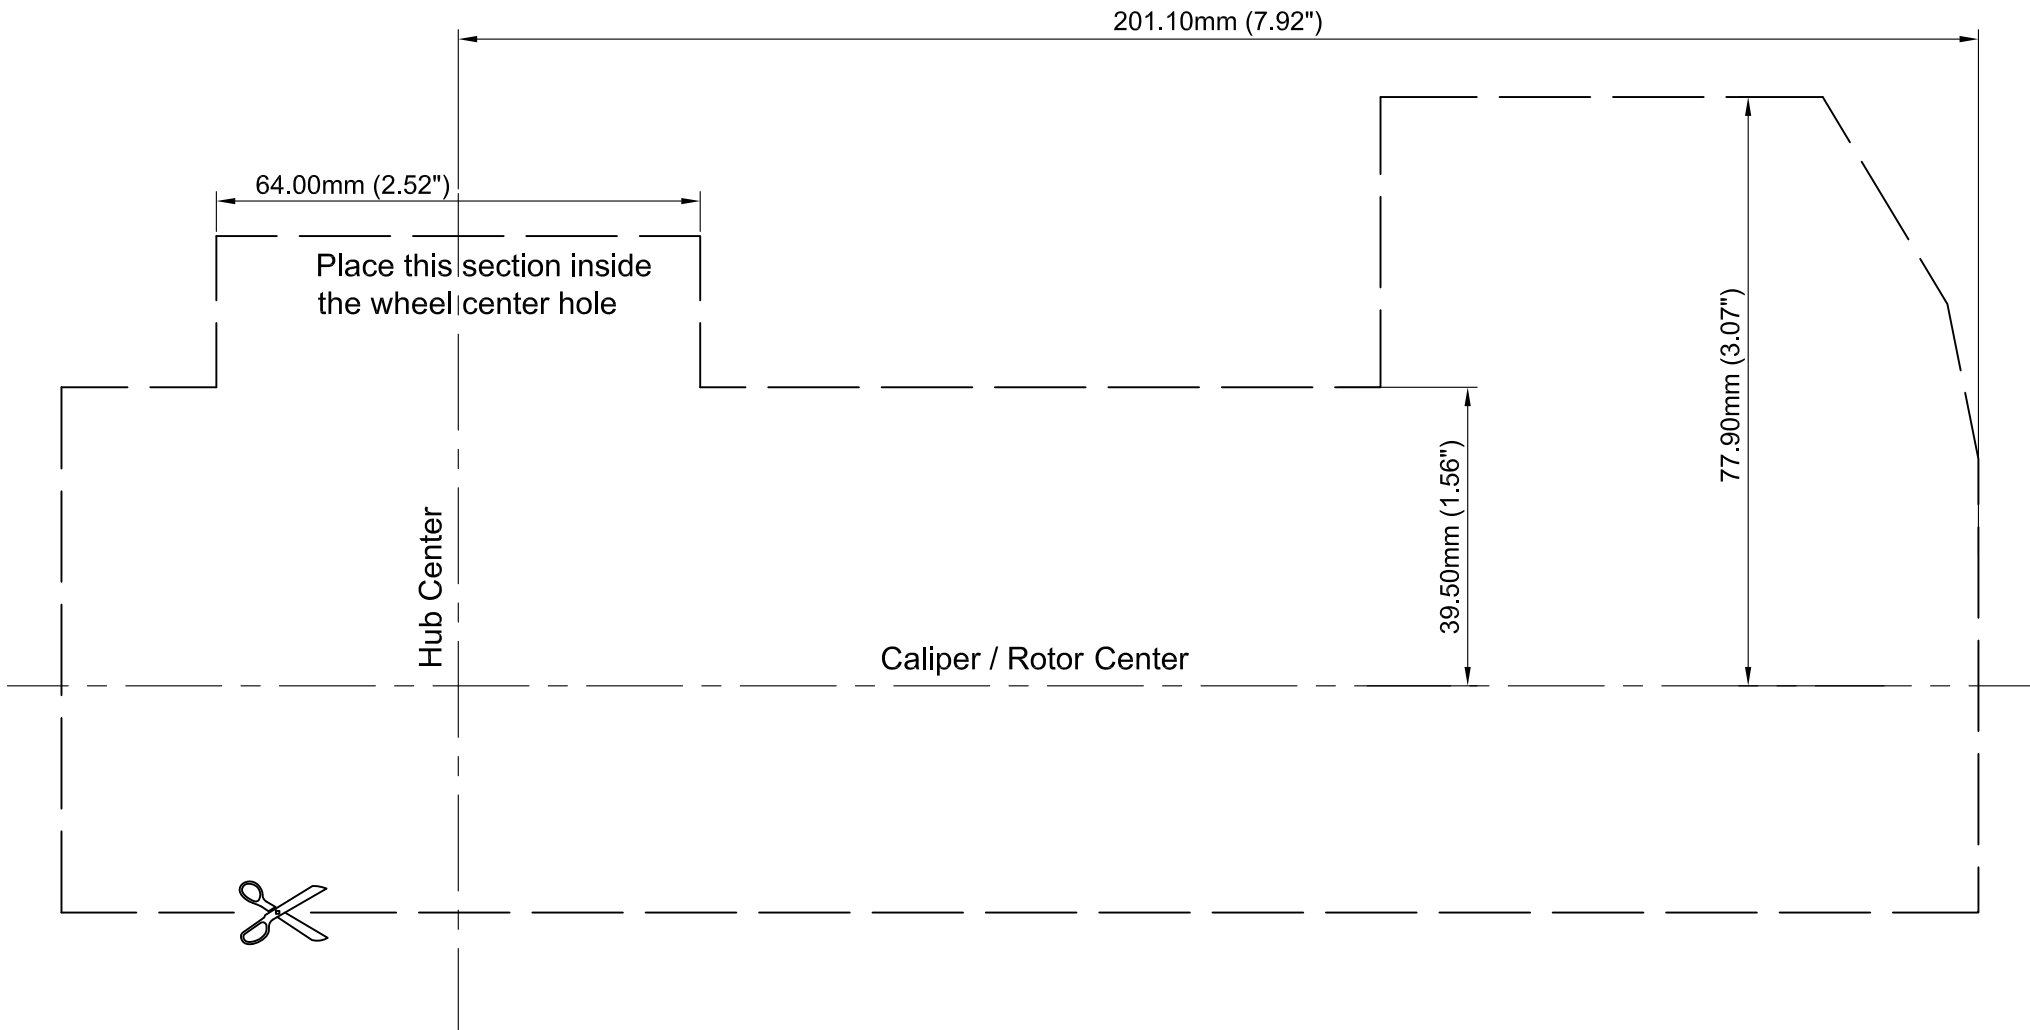 201.10mm (7.92")
64.00mm (2.52")
Place this section inside
the wheel center hole
77.90mm (3.07")
39.50mm (1.56")
Hub Center
Caliper / Rotor Center